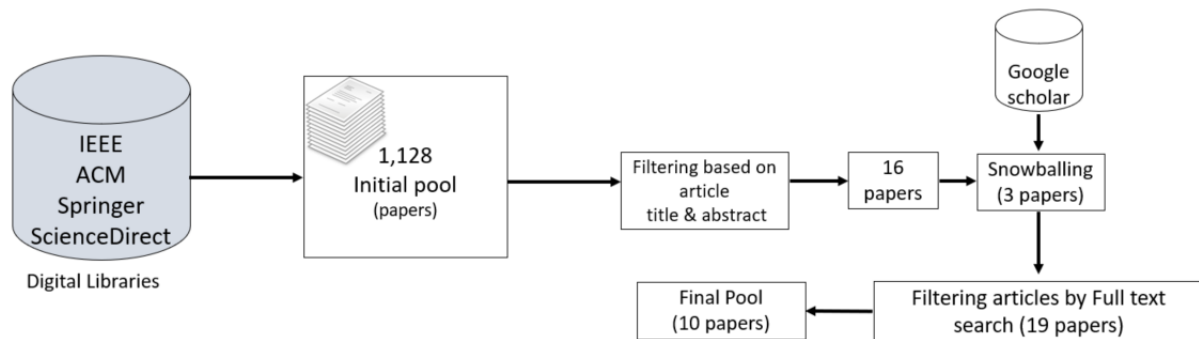 IEEE
ACM
Springer
ScienceDirect
Digital Libraries
1,128
Initial pool
(papers)
Filtering based on
article
title & abstract
16
papers
Google
scholar
Snowballing
(3 papers)
Filtering articles by Full text
search (19 papers)
Final Pool
(10 papers)